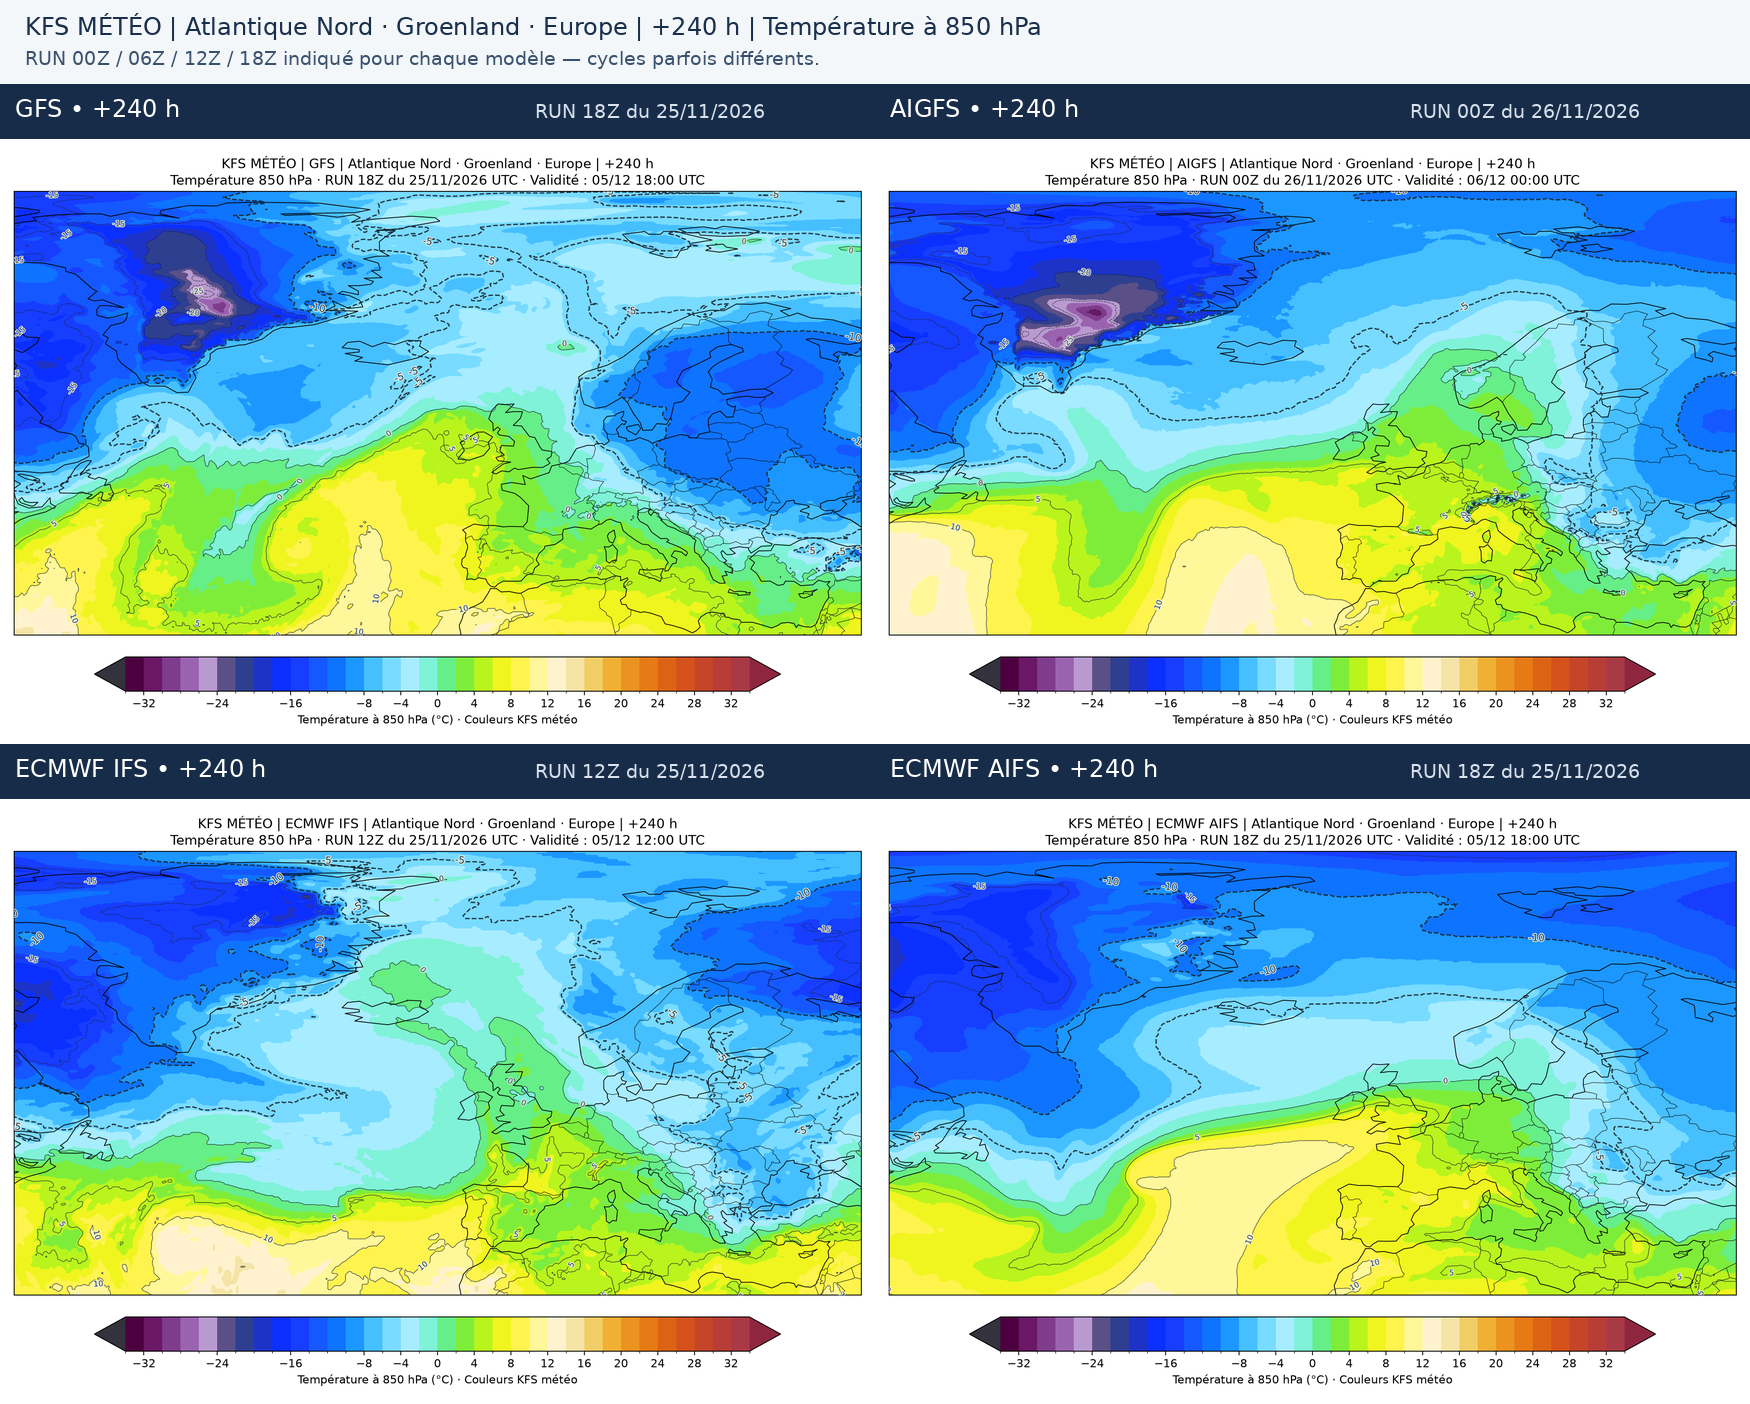 KFS MÉTÉO | Atlantique Nord · Groenland · Europe | +240 h | Température à 850 hPa
RUN 00Z / 06Z / 12Z / 18Z indiqué pour chaque modèle — cycles parfois différents.
GFS • +240 h
RUN 18Z du 25/11/2026
KFS MÉTÉO | GFS | Atlantique Nord · Groenland · Europe | +240 h
Température 850 hPa · RUN 18Z du 25/11/2026 UTC · Validité : 05/12 18:00 UTC
−32 −24 −16 −8 −4 0 4 8 12 16 20 24 28 32
Température à 850 hPa (°C) · Couleurs KFS météo
AIGFS • +240 h
RUN 00Z du 26/11/2026
KFS MÉTÉO | AIGFS | Atlantique Nord · Groenland · Europe | +240 h
Température 850 hPa · RUN 00Z du 26/11/2026 UTC · Validité : 06/12 00:00 UTC
−32 −24 −16 −8 −4 0 4 8 12 16 20 24 28 32
Température à 850 hPa (°C) · Couleurs KFS météo
ECMWF IFS • +240 h
RUN 12Z du 25/11/2026
KFS MÉTÉO | ECMWF IFS | Atlantique Nord · Groenland · Europe | +240 h
Température 850 hPa · RUN 12Z du 25/11/2026 UTC · Validité : 05/12 12:00 UTC
−32 −24 −16 −8 −4 0 4 8 12 16 20 24 28 32
Température à 850 hPa (°C) · Couleurs KFS météo
ECMWF AIFS • +240 h
RUN 18Z du 25/11/2026
KFS MÉTÉO | ECMWF AIFS | Atlantique Nord · Groenland · Europe | +240 h
Température 850 hPa · RUN 18Z du 25/11/2026 UTC · Validité : 05/12 18:00 UTC
−32 −24 −16 −8 −4 0 4 8 12 16 20 24 28 32
Température à 850 hPa (°C) · Couleurs KFS météo